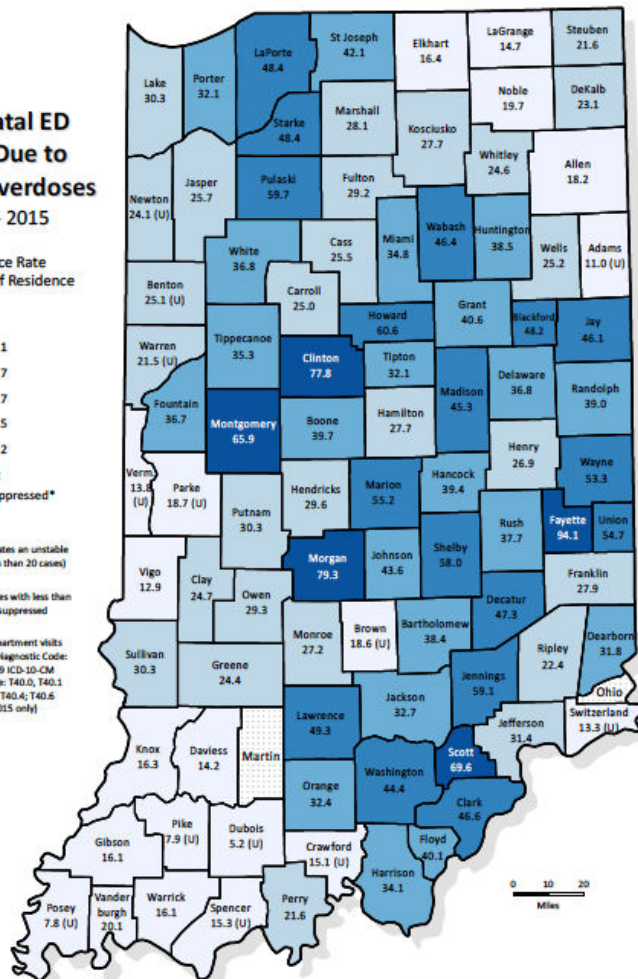 atal ED
Due to
verdoses
- 2015
ce Rate
f Residence
1
7
7
5
2
ppressed*
ates an unstable
than 20 cases)
es with less than
suppressed
partment visits
Diagnostic Code:
9 ICD-10-CM
e: T40.0, T40.1
T40.4; T40.6
015 only)
Lake
30.3
Porter
32.1
LaPorte
48.4
St Joseph
42.1
Elkhart
16.4
LaGrange
14.7
Steuben
21.6
Noble
19.7
DeKalb
23.1
Starke
48.4
Marshall
28.1
Kosciusko
27.7
Whitley
24.6
Allen
18.2
Newton
24.1 (U)
Jasper
25.7
Pulaski
59.7
Fulton
29.2
Wabash
46.4
Huntington
38.5
White
36.8
Cass
25.5
Miami
34.8
Wells
25.2
Adams
11.0 (U)
Benton
25.1 (U)
Carroll
25.0
Howard
60.6
Grant
40.6
Blackford
48.2
Jay
46.1
Warren
21.5 (U)
Tippecanoe
35.3
Clinton
77.8
Tipton
32.1
Madison
45.3
Delaware
36.8
Randolph
39.0
Fountain
36.7
Montgomery
65.9
Boone
39.7
Hamilton
27.7
Henry
26.9
Wayne
53.3
Verm.
13.8
(U)
Parke
18.7 (U)
Putnam
30.3
Hendricks
29.6
Marion
55.2
Hancock
39.4
Rush
37.7
Fayette
94.1
Union
54.7
Vigo
12.9
Clay
24.7
Owen
29.3
Morgan
79.3
Johnson
43.6
Shelby
58.0
Franklin
27.9
Decatur
47.3
Sullivan
30.3
Greene
24.4
Monroe
27.2
Brown
18.6 (U)
Bartholomew
38.4
Ripley
22.4
Dearborn
31.8
Jennings
59.1
Ohio
Switzerland
13.3 (U)
Jackson
32.7
Jefferson
31.4
Knox
16.3
Daviess
14.2
Martin
Lawrence
49.3
Scott
69.6
Orange
32.4
Washington
44.4
Clark
46.6
Gibson
16.1
Pike
7.9 (U)
Dubois
5.2 (U)
Crawford
15.1 (U)
Floyd
40.1
Harrison
34.1
Posey
7.8 (U)
Vander
burgh
20.1
Warrick
16.1
Spencer
15.3 (U)
Perry
21.6
0 10 20
Miles